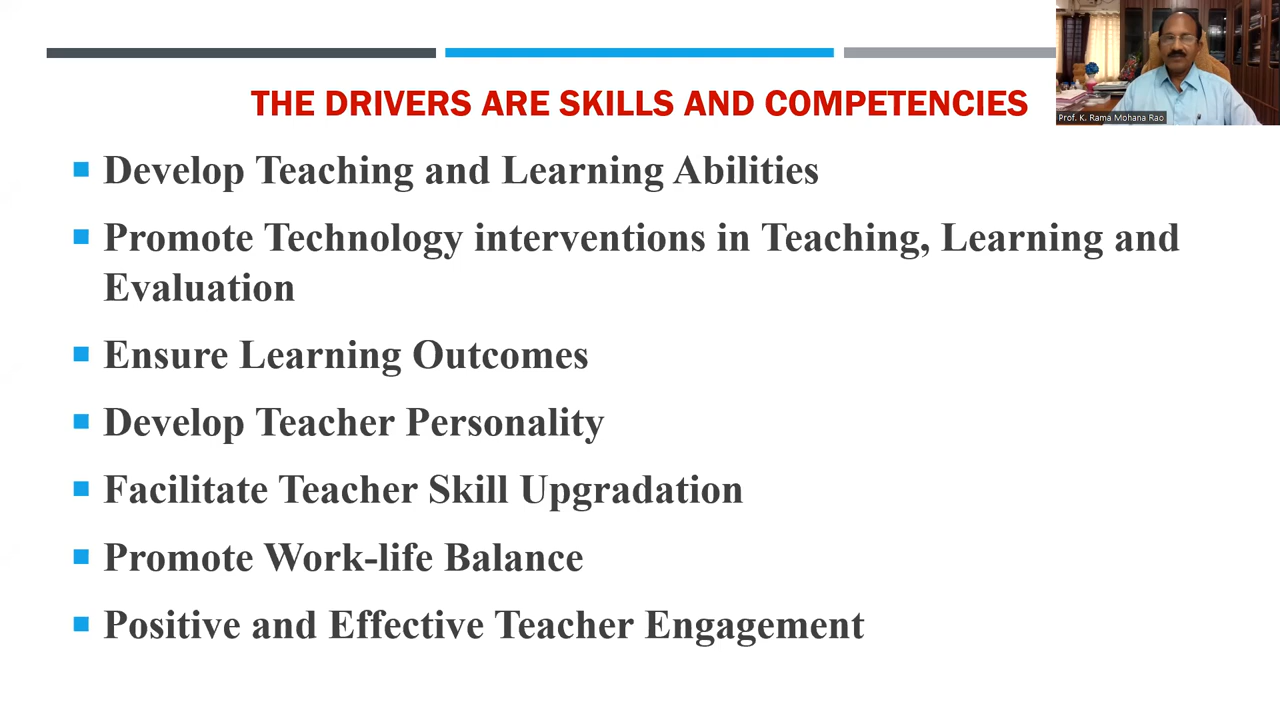 THE DRIVERS ARE SKILLS AND COMPETENCIES
Prof. K. Rama Mohana Rao
Develop Teaching and Learning Abilities
Promote Technology interventions in Teaching, Learning and
Evaluation
Ensure Learning Outcomes
Develop Teacher Personality
Facilitate Teacher Skill Upgradation
Promote Work-life Balance
Positive and Effective Teacher Engagement